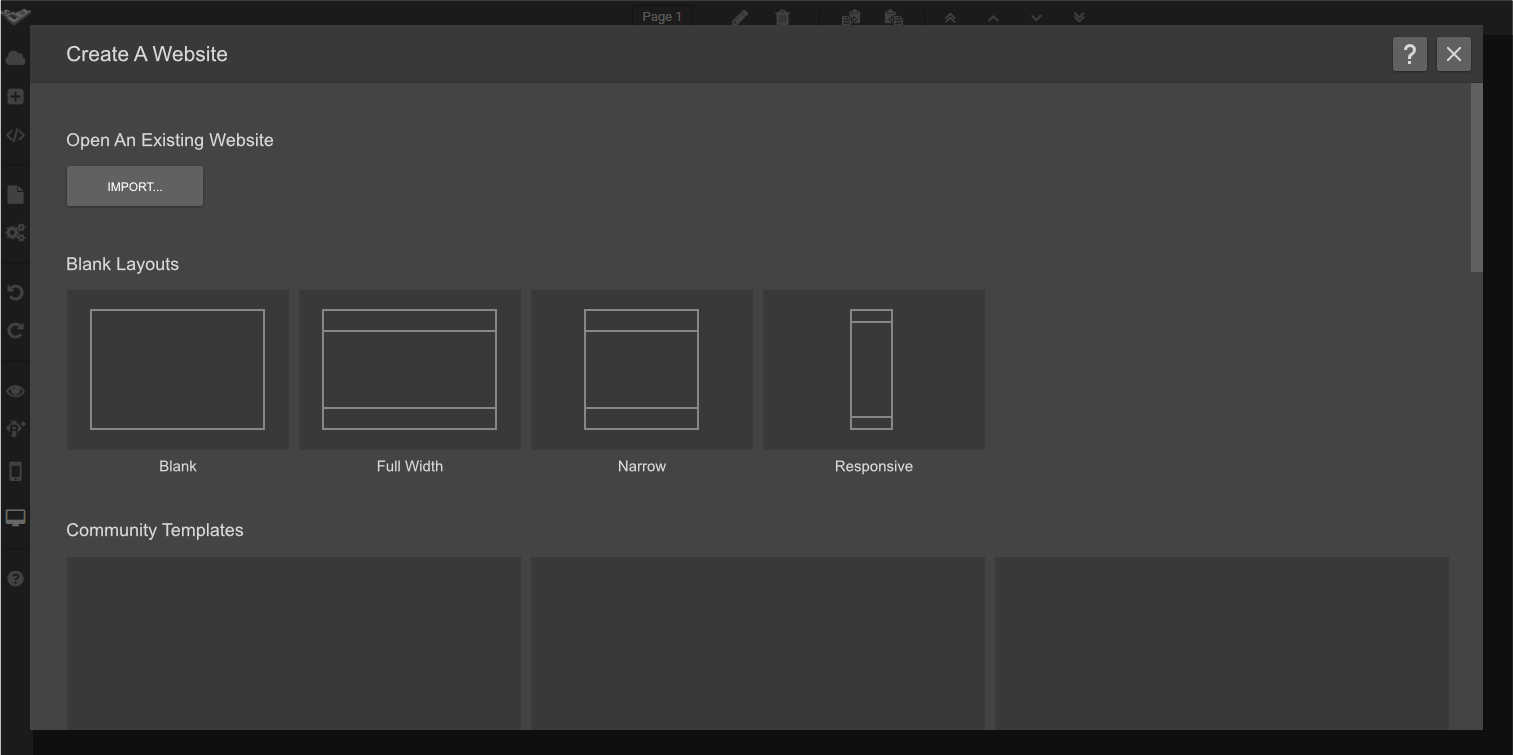 Page 1
Create A Website
?
Open An Existing Website
IMPORT...
Blank Layouts
Blank
Full Width
Narrow
Responsive
Community Templates